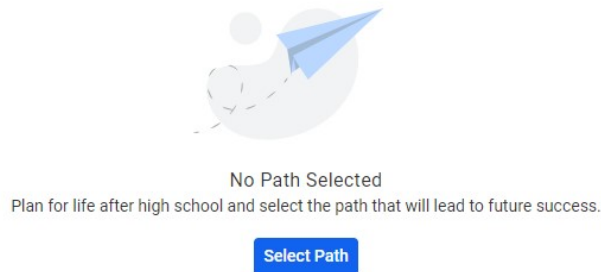 No Path Selected
Plan for life after high school and select the path that will lead to future success.
Select Path